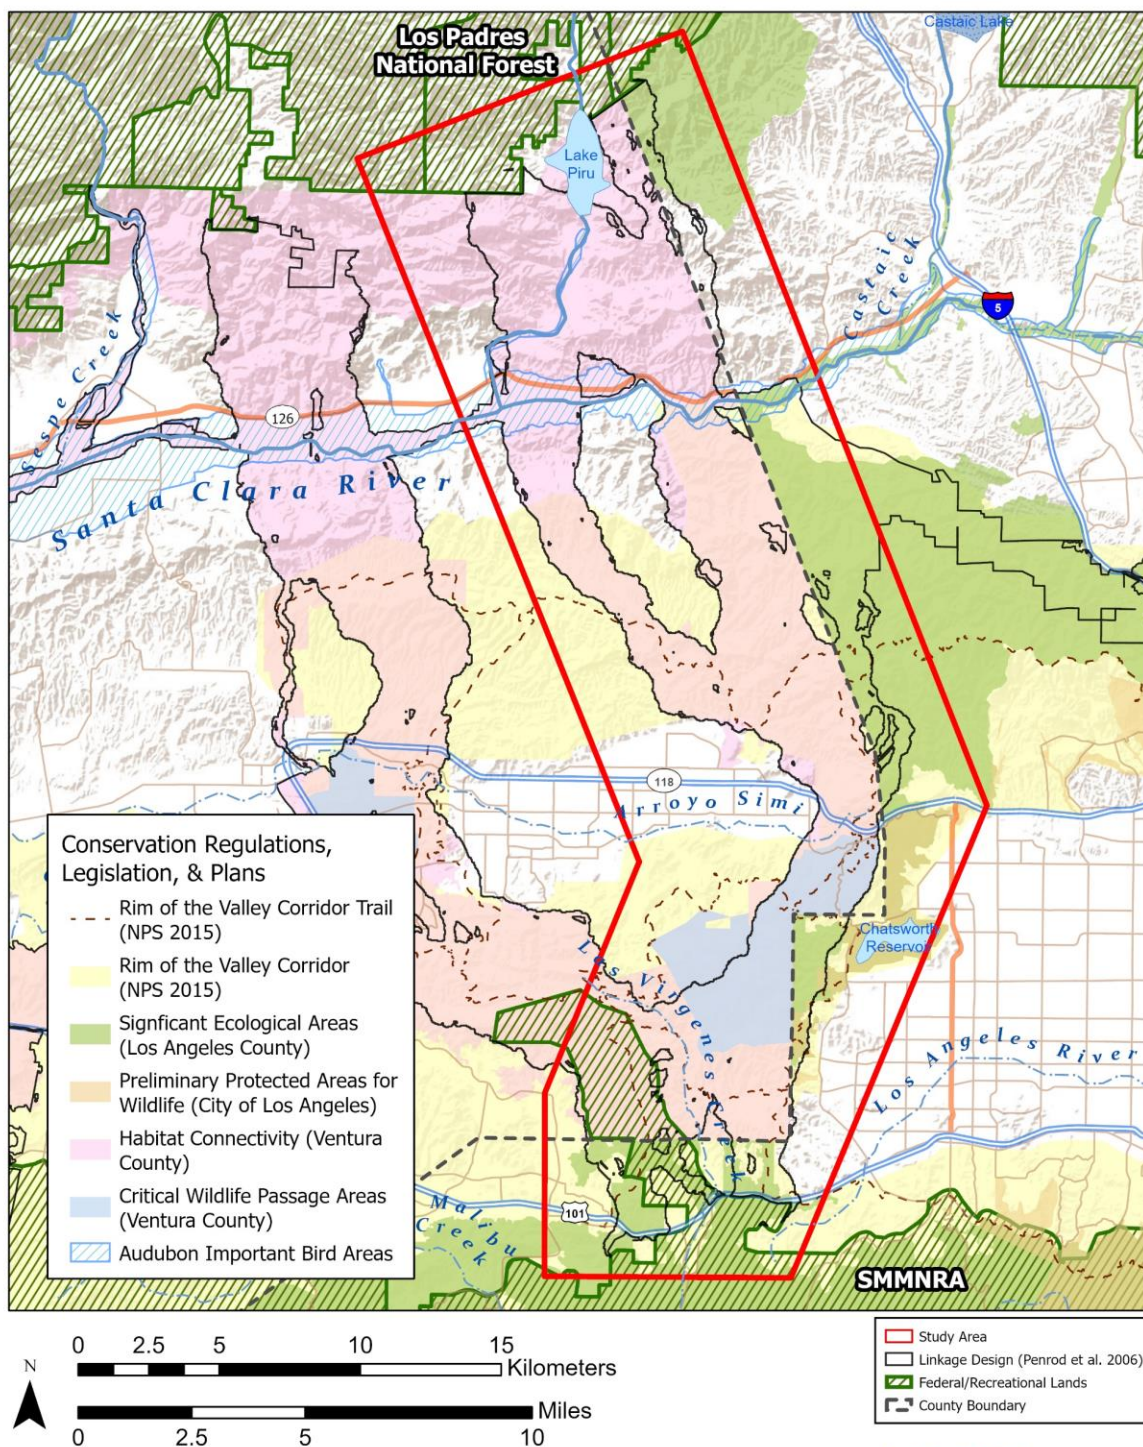 Los Padres
National Forest
Castaic Lake
Lake
Piru
Castaic
Creek
5
Sespe Creek
126
Santa Clara River
118
Arroyo Simi
Chatsworth
Reservoir
Las Virgenes Creek
Los Angeles River
Malibu
Creek
101
SMMNRA
Conservation Regulations,
Legislation, & Plans
Rim of the Valley Corridor Trail
(NPS 2015)
Rim of the Valley Corridor
(NPS 2015)
Signficant Ecological Areas
(Los Angeles County)
Preliminary Protected Areas for
Wildlife (City of Los Angeles)
Habitat Connectivity (Ventura
County)
Critical Wildlife Passage Areas
(Ventura County)
Audubon Important Bird Areas
N
0 2.5 5 10 15
Kilometers
Miles
0 2.5 5 10
Study Area
Linkage Design (Penrod et al. 2006)
Federal/Recreational Lands
County Boundary